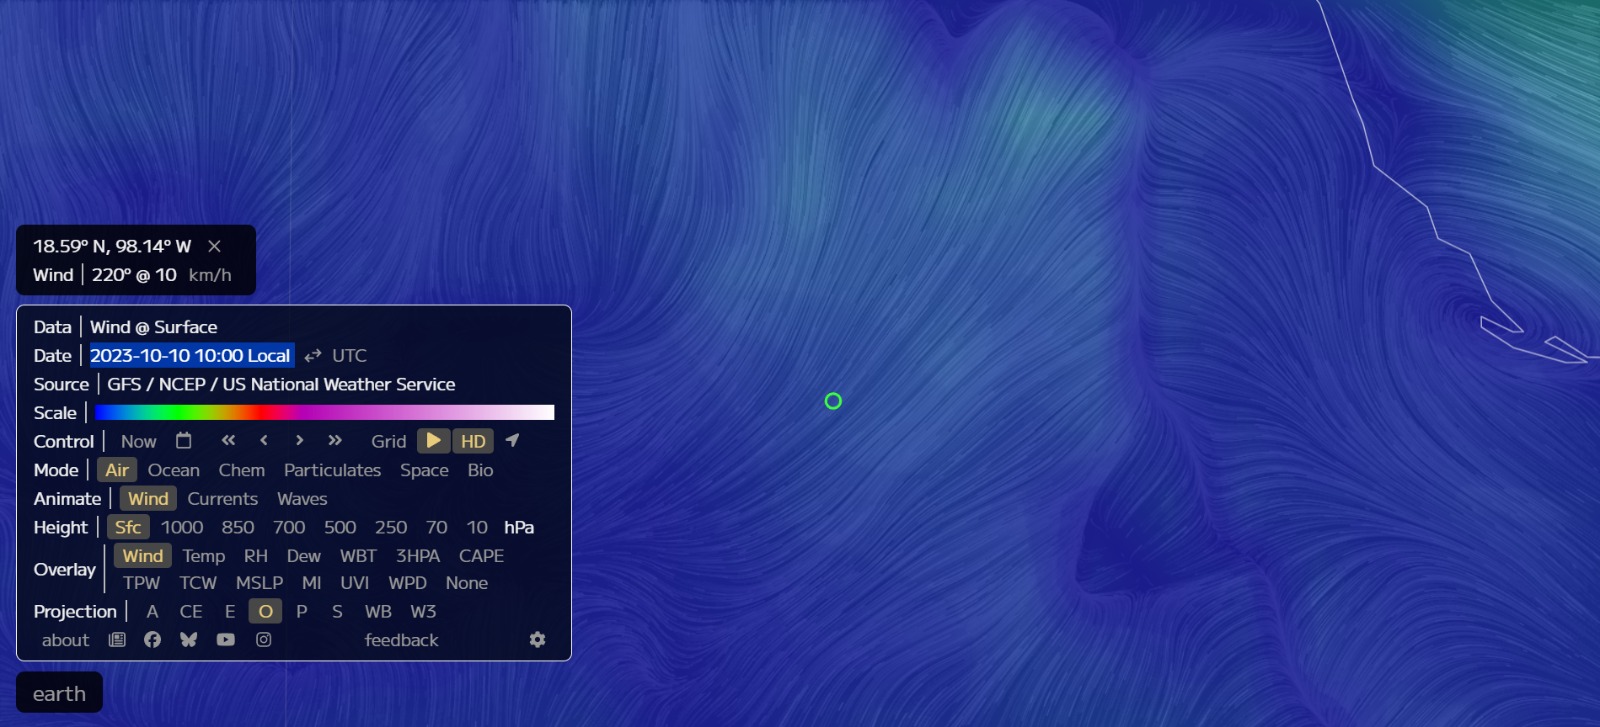 18.59° N, 98.14° W ×
Wind | 220° @ 10 km/h
Data | Wind @ Surface
Date | 2023-10-10 10:00 Local ⇄ UTC
Source | GFS / NCEP / US National Weather Service
Scale |
Control | Now « ‹ › » Grid HD
Mode | Air Ocean Chem Particulates Space Bio
Animate | Wind Currents Waves
Height | Sfc 1000 850 700 500 250 70 10 hPa
Overlay | Wind Temp RH Dew WBT 3HPA CAPE
TPW TCW MSLP MI UVI WPD None
Projection | A CE E O P S WB W3
about feedback
earth